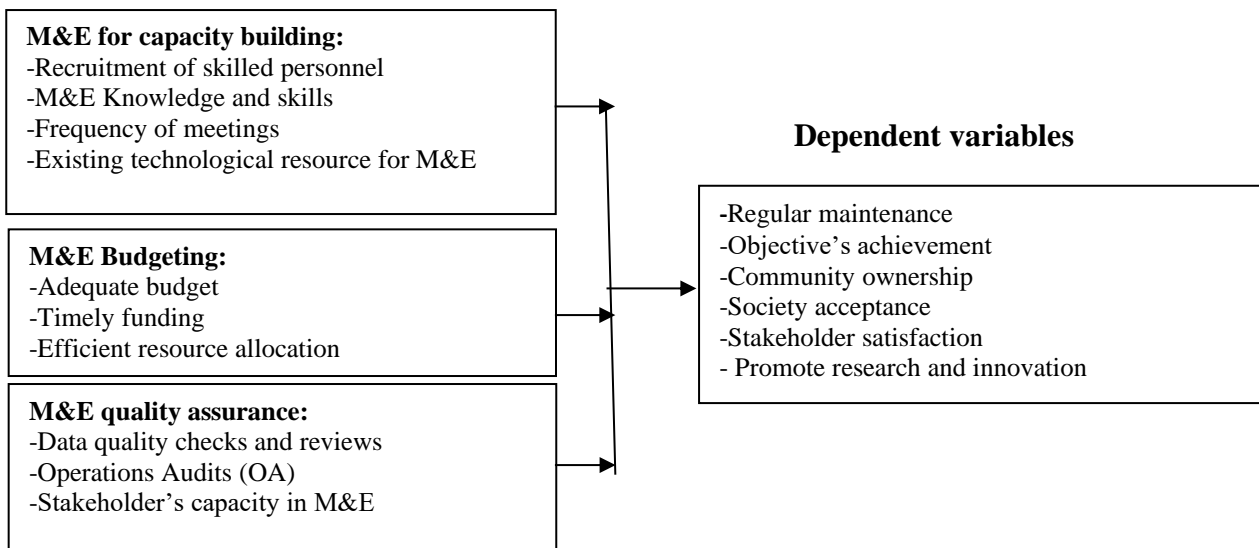 M&E for capacity building:
-Recruitment of skilled personnel
-M&E Knowledge and skills
-Frequency of meetings
-Existing technological resource for M&E
M&E Budgeting:
-Adequate budget
-Timely funding
-Efficient resource allocation
M&E quality assurance:
-Data quality checks and reviews
-Operations Audits (OA)
-Stakeholder’s capacity in M&E
Dependent variables
-Regular maintenance
-Objective’s achievement
-Community ownership
-Society acceptance
-Stakeholder satisfaction
- Promote research and innovation